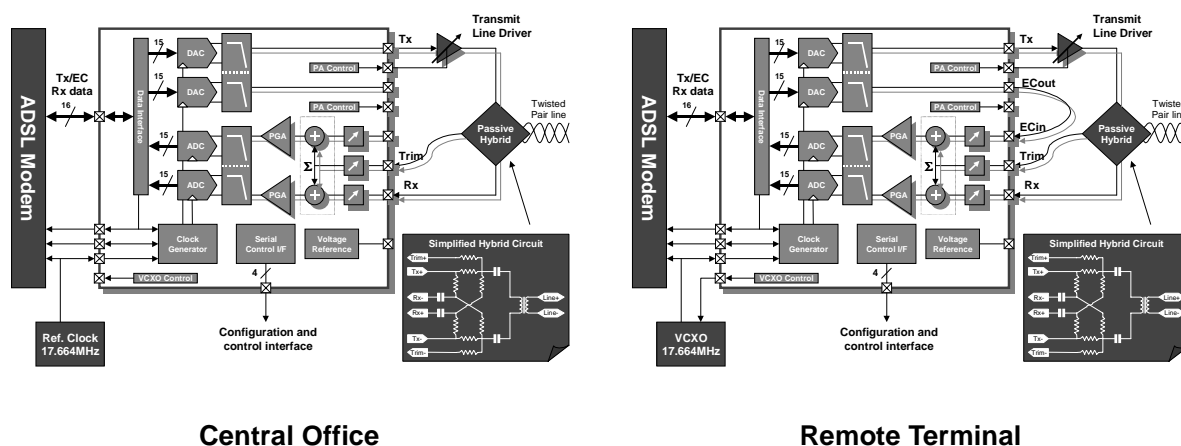 Transmit
Line Driver
Tx
15
DAC
PA Control
Tx/EC
Rx data
16
15
DAC
PA Control
ADSL Modem
Data Interface
Passive
Hybrid
Twisted
Pair line
15
ADC
PGA
+
Σ
Trim
15
ADC
PGA
+
Rx
Clock
Generator
Serial
Control I/F
Voltage
Reference
VCXO Control
4
Simplified Hybrid Circuit
Trim+
Tx+
Rx-
Rx+
Tx-
Trim-
Line+
Line-
Ref. Clock
17.664MHz
Configuration and
control interface
Central Office
Transmit
Line Driver
Tx
15
DAC
PA Control
Tx/EC
Rx data
16
15
DAC
ECout
PA Control
ADSL Modem
Data Interface
ECin
Passive
Hybrid
Twiste
Pair lin
15
ADC
PGA
+
Σ
Trim
15
ADC
PGA
+
Rx
Clock
Generator
Serial
Control I/F
Voltage
Reference
VCXO Control
4
Simplified Hybrid Circuit
Trim+
Tx+
Rx-
Rx+
Tx-
Trim-
Line+
Line-
VCXO
17.664MHz
Configuration and
control interface
Remote Terminal